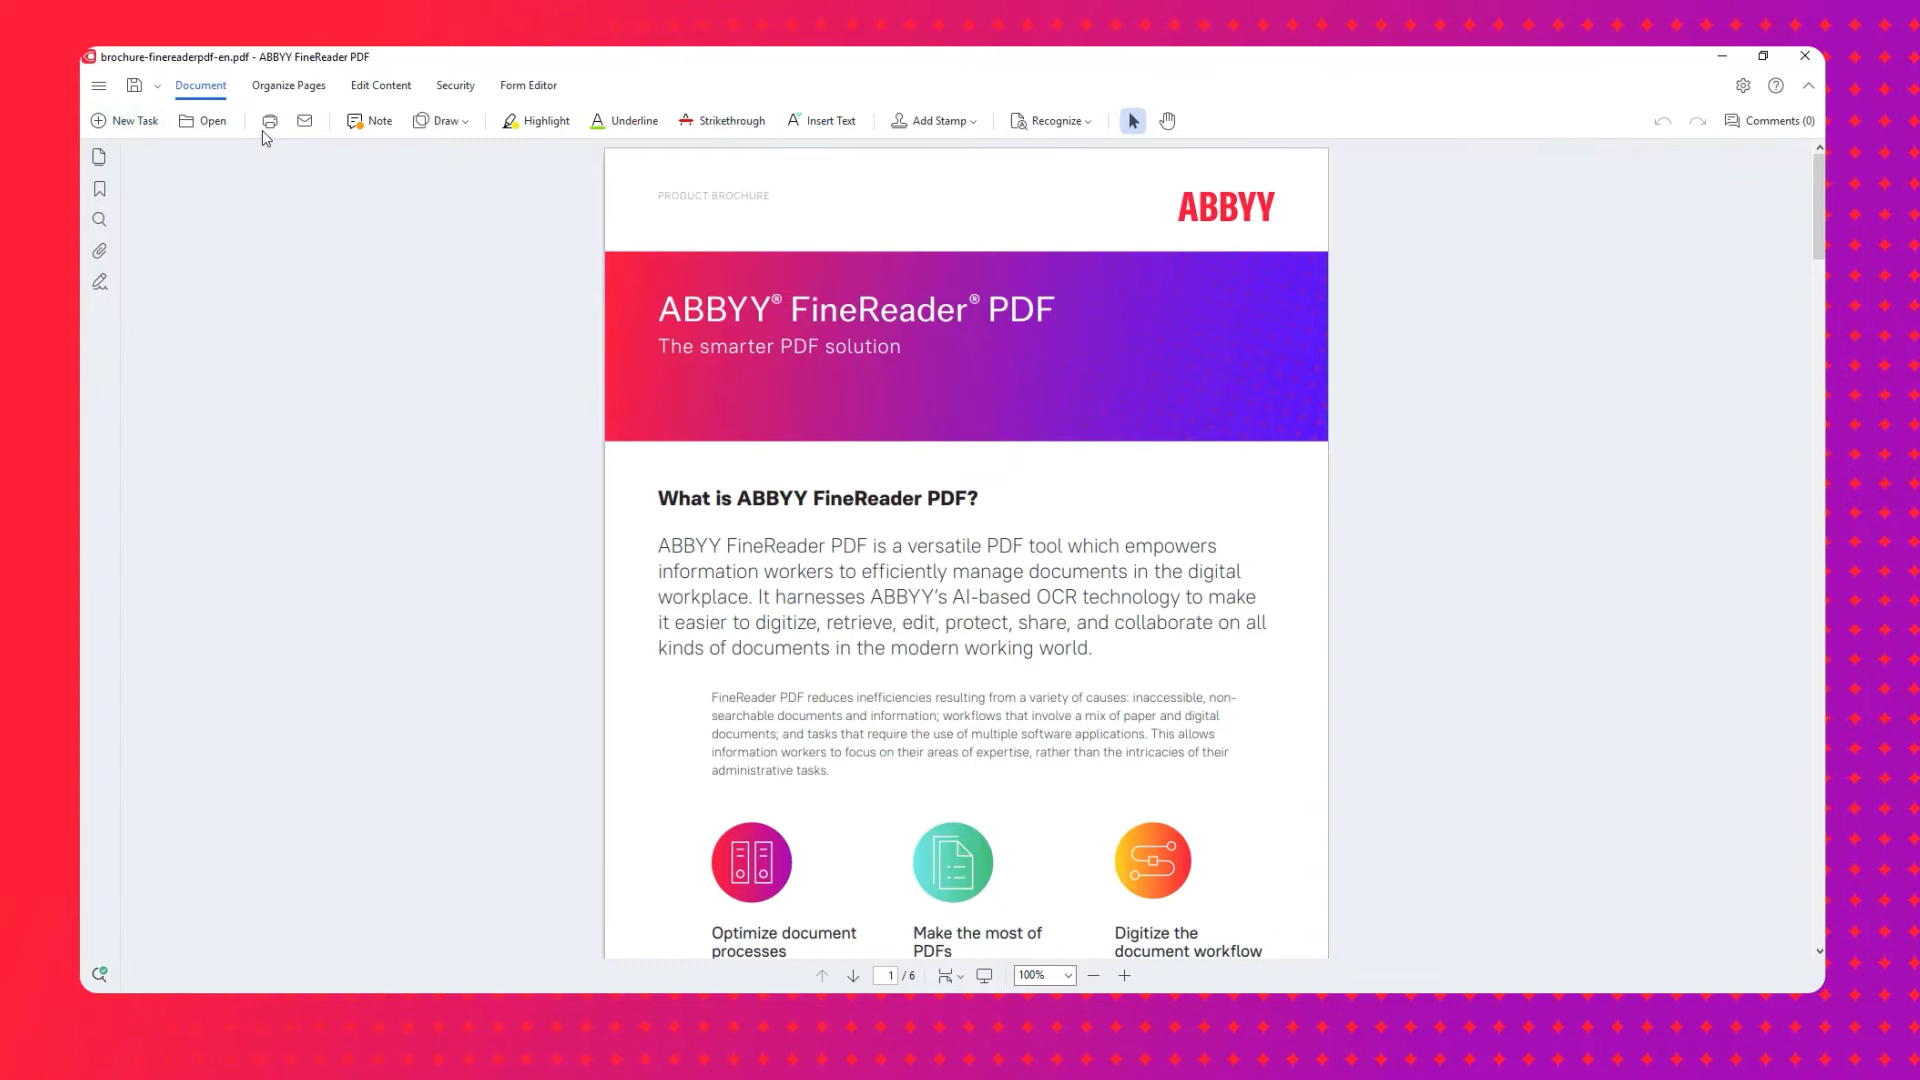 brochure-finereaderpdf-en.pdf - ABBYY FineReader PDF
Document Organize Pages Edit Content Security Form Editor
New Task Open Note Draw Highlight Underline Strikethrough Insert Text Add Stamp Recognize Comments (0)
PRODUCT BROCHURE
ABBYY
ABBYY® FineReader® PDF
The smarter PDF solution
What is ABBYY FineReader PDF?
ABBYY FineReader PDF is a versatile PDF tool which empowers
information workers to efficiently manage documents in the digital
workplace. It harnesses ABBYY's AI-based OCR technology to make
it easier to digitize, retrieve, edit, protect, share, and collaborate on all
kinds of documents in the modern working world.
FineReader PDF reduces inefficiencies resulting from a variety of causes: inaccessible, non-
searchable documents and information; workflows that involve a mix of paper and digital
documents; and tasks that require the use of multiple software applications. This allows
information workers to focus on their areas of expertise, rather than the intricacies of their
administrative tasks.
Optimize document
processes
Make the most of
PDFs
Digitize the
document workflow
1 / 6 100%